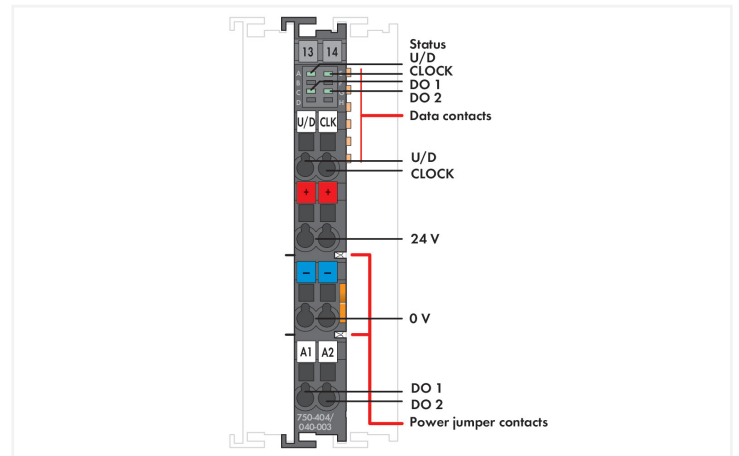 13 14
Status
U/D
CLOCK
DO 1
DO 2
A
B
C
D
H
Data contacts
U/D CLK
U/D
CLOCK
+ +
24 V
– –
0 V
A1 A2
DO 1
DO 2
750-404/
040-003
Power jumper contacts